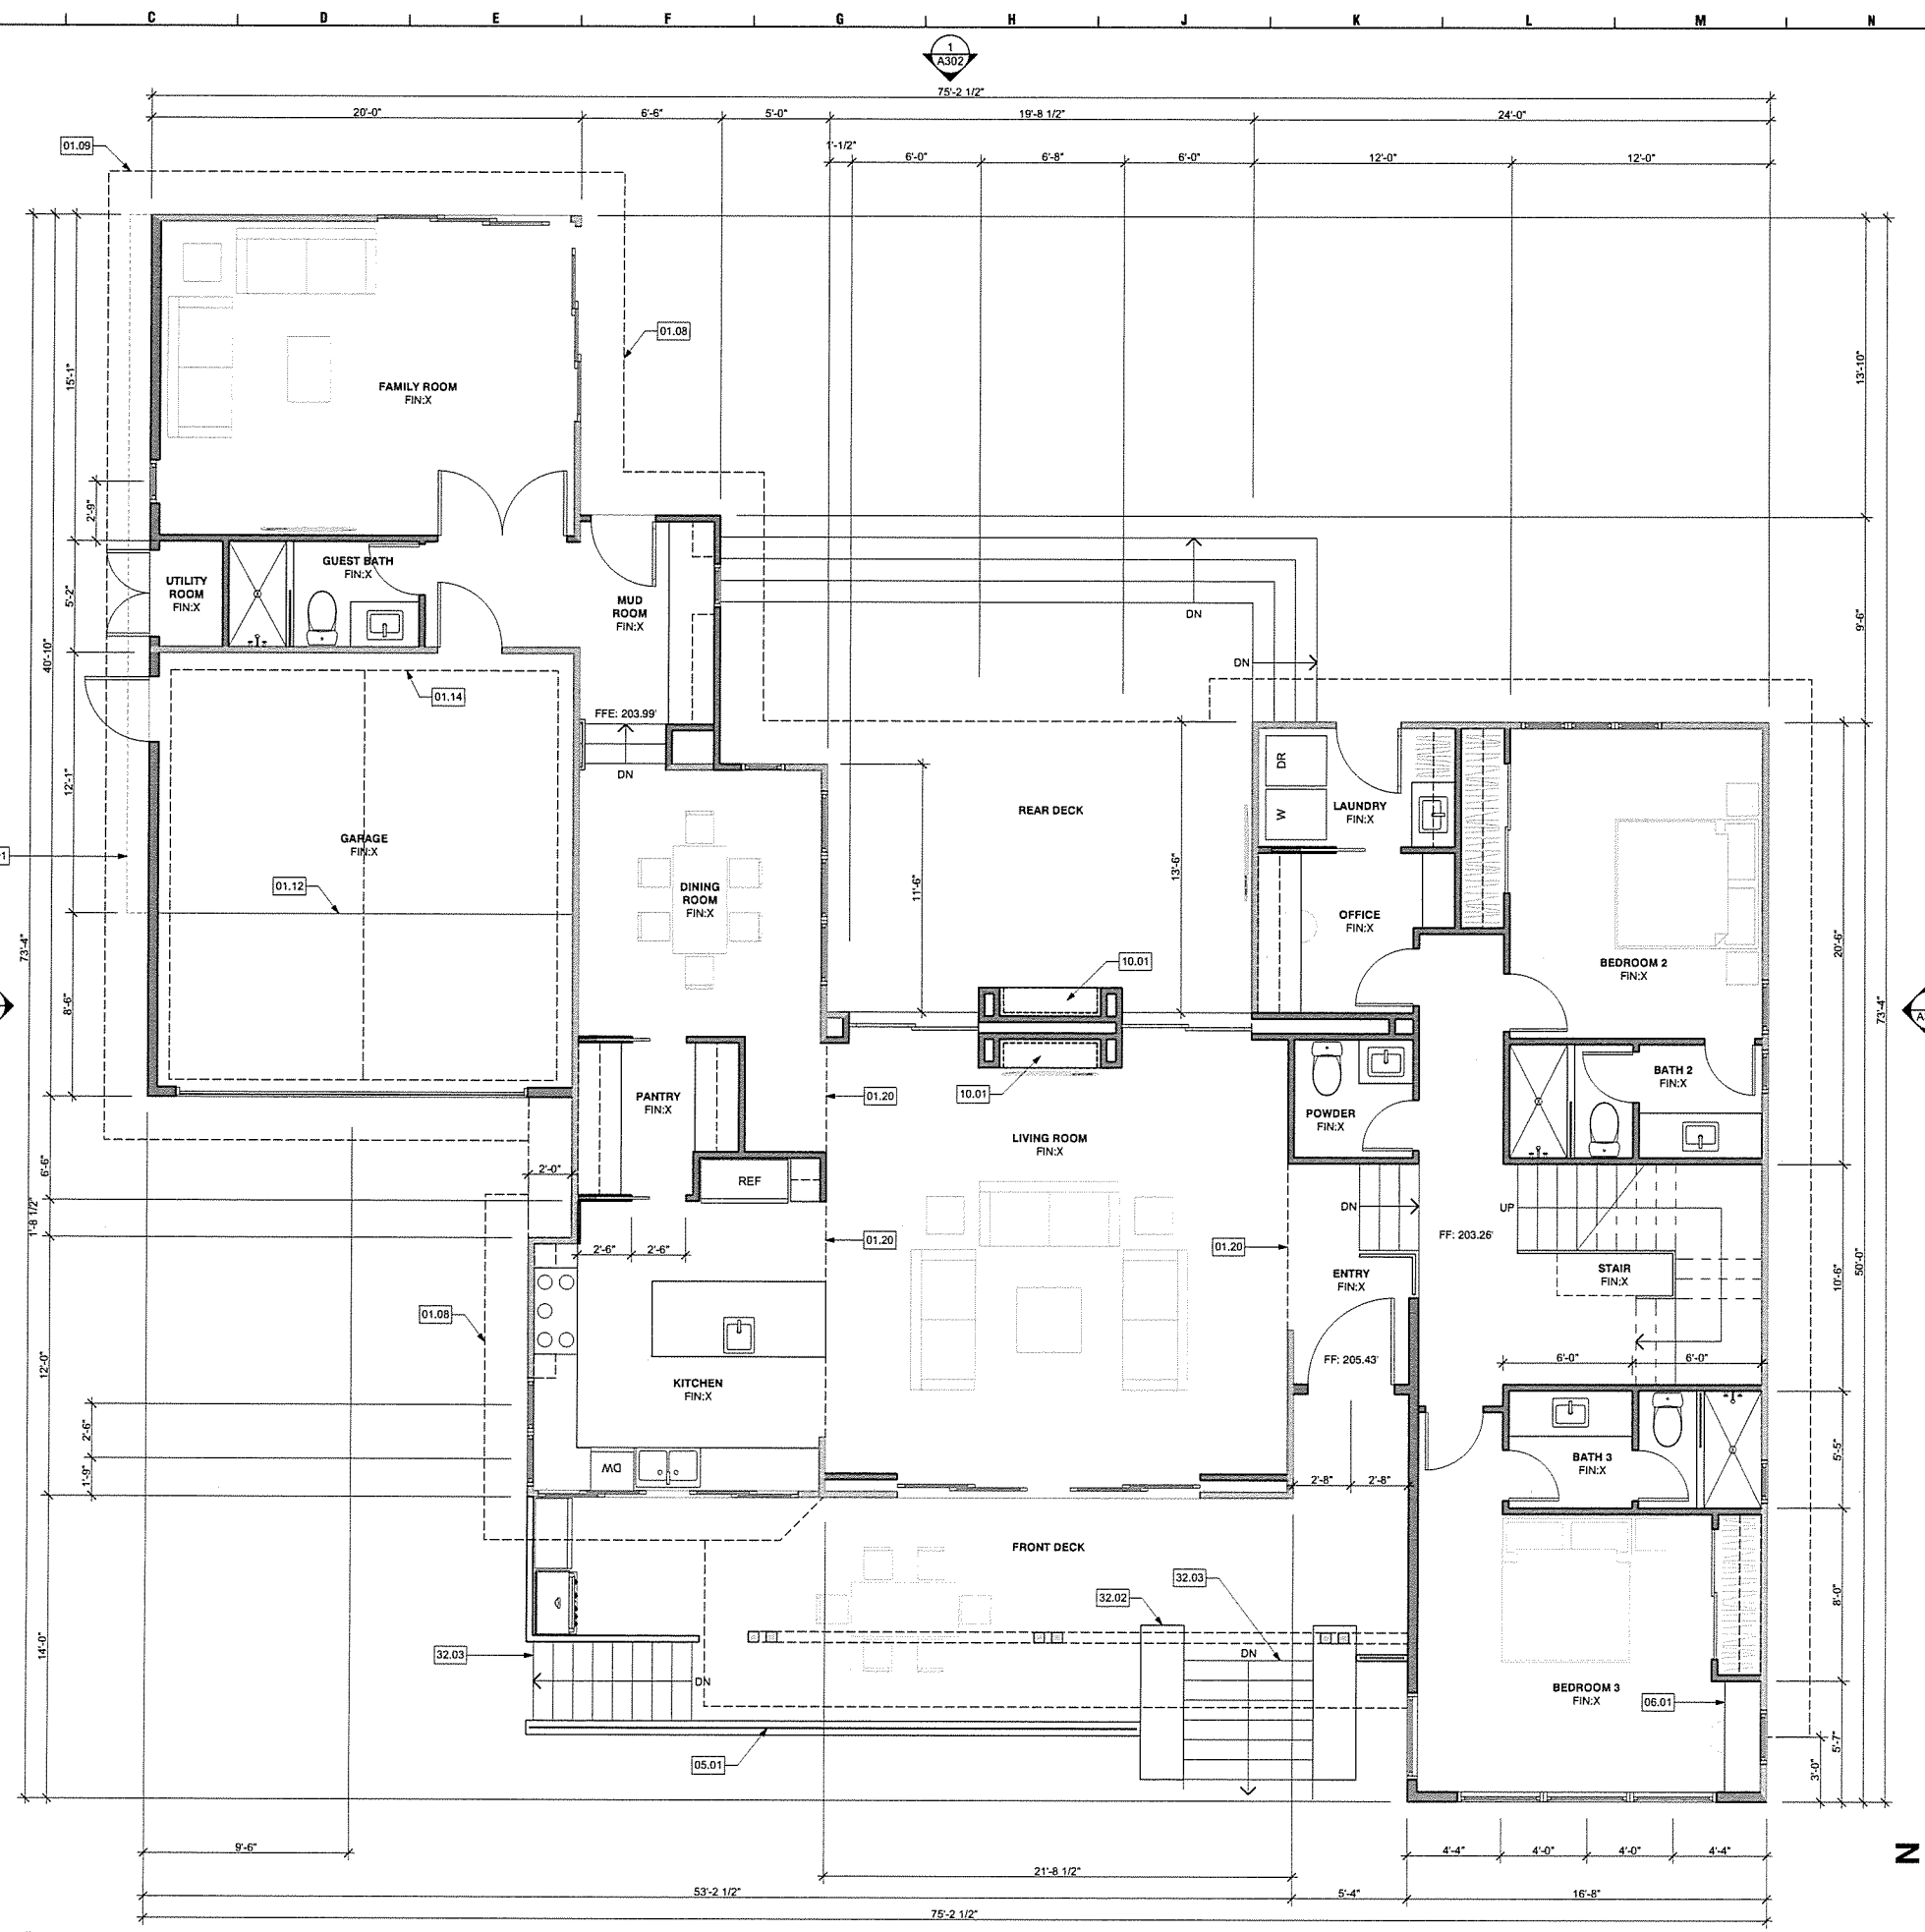 C D E F G H J K L M N
1
A302
75'-2 1/2"
20'-0" 6'-6" 5'-0" 19'-8 1/2" 24'-0"
1'-1/2" 6'-0" 6'-8" 6'-0" 12'-0" 12'-0"
01.09
01.08
15'-1"
13'-10"
FAMILY ROOM
FIN:X
2'-9"
GUEST BATH
FIN:X
UTILITY
ROOM
FIN:X
MUD
ROOM
FIN:X
5'-2"
DN
9'-6"
40'-10"
DN
01.14
FFE: 203.99'
DN
12'-1"
DR
W
LAUNDRY
FIN:X
REAR DECK
GARAGE
FIN:X
01.12
DINING
ROOM
FIN:X
11'-6"
13'-6"
OFFICE
FIN:X
20'-6"
BEDROOM 2
FIN:X
10.01
73'-4"
8'-6"
73'-4"
BATH 2
FIN:X
PANTRY
FIN:X
01.20
10.01
POWDER
FIN:X
LIVING ROOM
FIN:X
6'-6"
2'-0"
REF
1'-8 1/2"
DN
UP
FF: 203.26'
01.20
01.20
2'-6" 2'-6"
ENTRY
FIN:X
STAIR
FIN:X
10'-6"
50'-0"
01.08
12'-0"
FF: 205.43'
6'-0" 6'-0"
KITCHEN
FIN:X
2'-6"
1'-9"
DW
2'-8" 2'-8"
BATH 3
FIN:X
5'-5"
FRONT DECK
32.03
32.02
8'-0"
14'-0"
32.03
DN
DN
BEDROOM 3
FIN:X
06.01
05.01
5'-7"
3'-0"
9'-6"
4'-4" 4'-0" 4'-0" 4'-4"
N
21'-8 1/2"
53'-2 1/2" 5'-4" 16'-8"
75'-2 1/2"